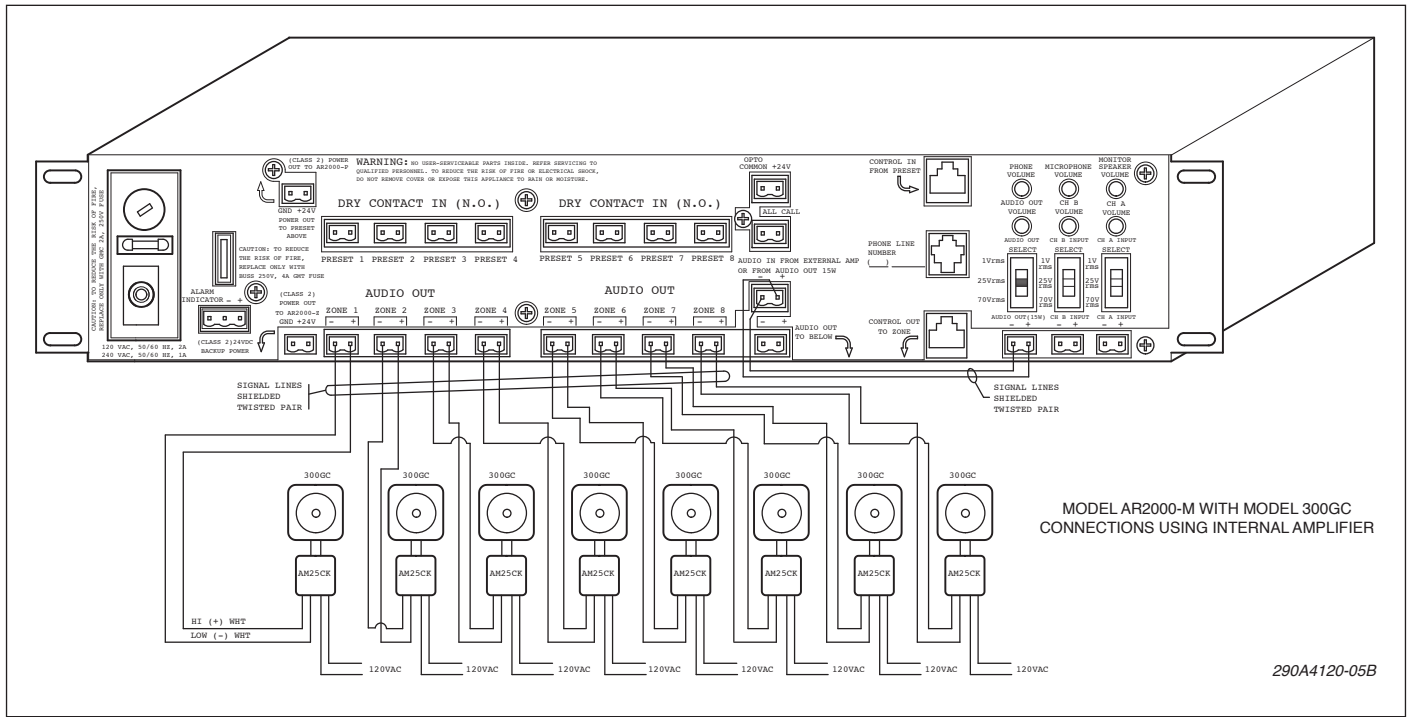 CAUTION: TO REDUCE THE RISK OF FIRE,
REPLACE ONLY WITH GMC 2A, 250V FUSE
120 VAC, 50/60 HZ, 2A
240 VAC, 50/60 HZ, 1A
(CLASS 2) POWER
OUT TO AR2000-P
GND +24V
POWER OUT
TO PRESET
ABOVE
CAUTION: TO REDUCE
THE RISK OF FIRE,
REPLACE ONLY WITH
BUSS 250V, 4A GMT FUSE
ALARM
INDICATOR - +
(CLASS 2)24VDC
BACKUP POWER
(CLASS 2)
POWER OUT
TO AR2000-Z
GND +24V
WARNING: NO USER-SERVICEABLE PARTS INSIDE. REFER SERVICING TO
QUALIFIED PERSONNEL. TO REDUCE THE RISK OF FIRE OR ELECTRICAL SHOCK,
DO NOT REMOVE COVER OR EXPOSE THIS APPLIANCE TO RAIN OR MOISTURE.
DRY CONTACT IN (N.O.)
DRY CONTACT IN (N.O.)
PRESET 1 PRESET 2 PRESET 3 PRESET 4
PRESET 5 PRESET 6 PRESET 7 PRESET 8
AUDIO OUT
AUDIO OUT
ZONE 1 ZONE 2 ZONE 3 ZONE 4
ZONE 5 ZONE 6 ZONE 7 ZONE 8
- + - + - + - +
- + - + - + - +
OPTO
COMMON +24V
ALL CALL
AUDIO IN FROM EXTERNAL AMP
OR FROM AUDIO OUT 15W
- +
- +
AUDIO OUT
TO BELOW
CONTROL IN
FROM PRESET
PHONE LINE
NUMBER
(__)
CONTROL OUT
TO ZONE
PHONE
VOLUME
MICROPHONE
VOLUME
MONITOR
SPEAKER
VOLUME
AUDIO OUT
VOLUME
CH B
VOLUME
CH A
VOLUME
AUDIO OUT
SELECT
CH B INPUT
SELECT
CH A INPUT
SELECT
1Vrms
25Vrms
70Vrms
1V
rms
25V
rms
70V
rms
1V
rms
25V
rms
70V
rms
AUDIO OUT(15W) CH B INPUT CH A INPUT
- + - + - +
SIGNAL LINES
SHIELDED
TWISTED PAIR
SIGNAL LINES
SHIELDED
TWISTED PAIR
300GC 300GC 300GC 300GC 300GC 300GC 300GC 300GC
AM25CK AM25CK AM25CK AM25CK AM25CK AM25CK AM25CK AM25CK
HI (+) WHT
LOW (-) WHT
120VAC 120VAC 120VAC 120VAC 120VAC 120VAC 120VAC 120VAC
MODEL AR2000-M WITH MODEL 300GC
CONNECTIONS USING INTERNAL AMPLIFIER
290A4120-05B